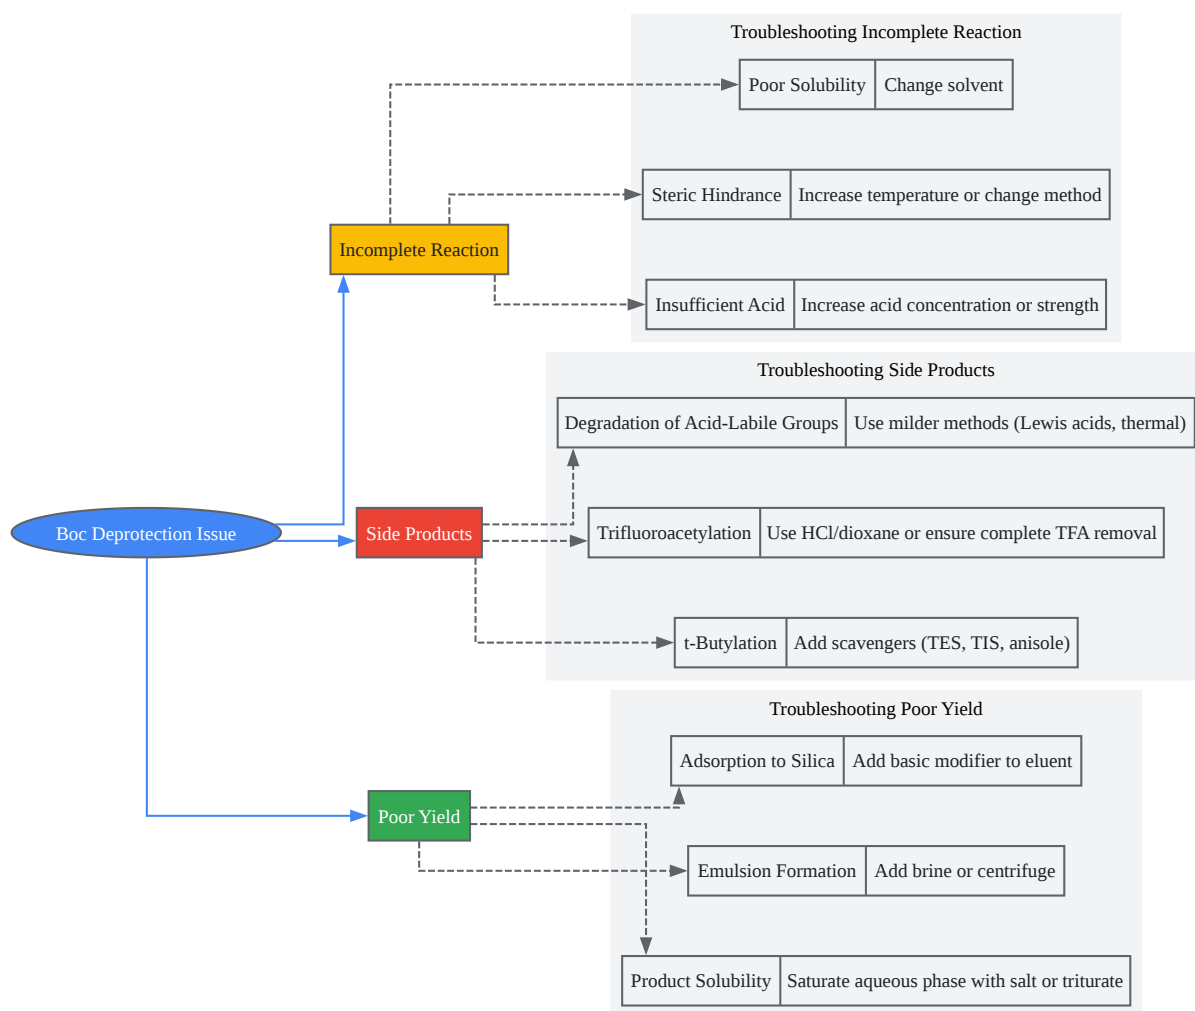 Troubleshooting Incomplete Reaction
Poor Solubility
Change solvent
Steric Hindrance
Increase temperature or change method
Incomplete Reaction
Insufficient Acid
Increase acid concentration or strength
Troubleshooting Side Products
Degradation of Acid-Labile Groups
Use milder methods (Lewis acids, thermal)
Boc Deprotection Issue
Side Products
Trifluoroacetylation
Use HCl/dioxane or ensure complete TFA removal
t-Butylation
Add scavengers (TES, TIS, anisole)
Troubleshooting Poor Yield
Adsorption to Silica
Add basic modifier to eluent
Poor Yield
Emulsion Formation
Add brine or centrifuge
Product Solubility
Saturate aqueous phase with salt or triturate